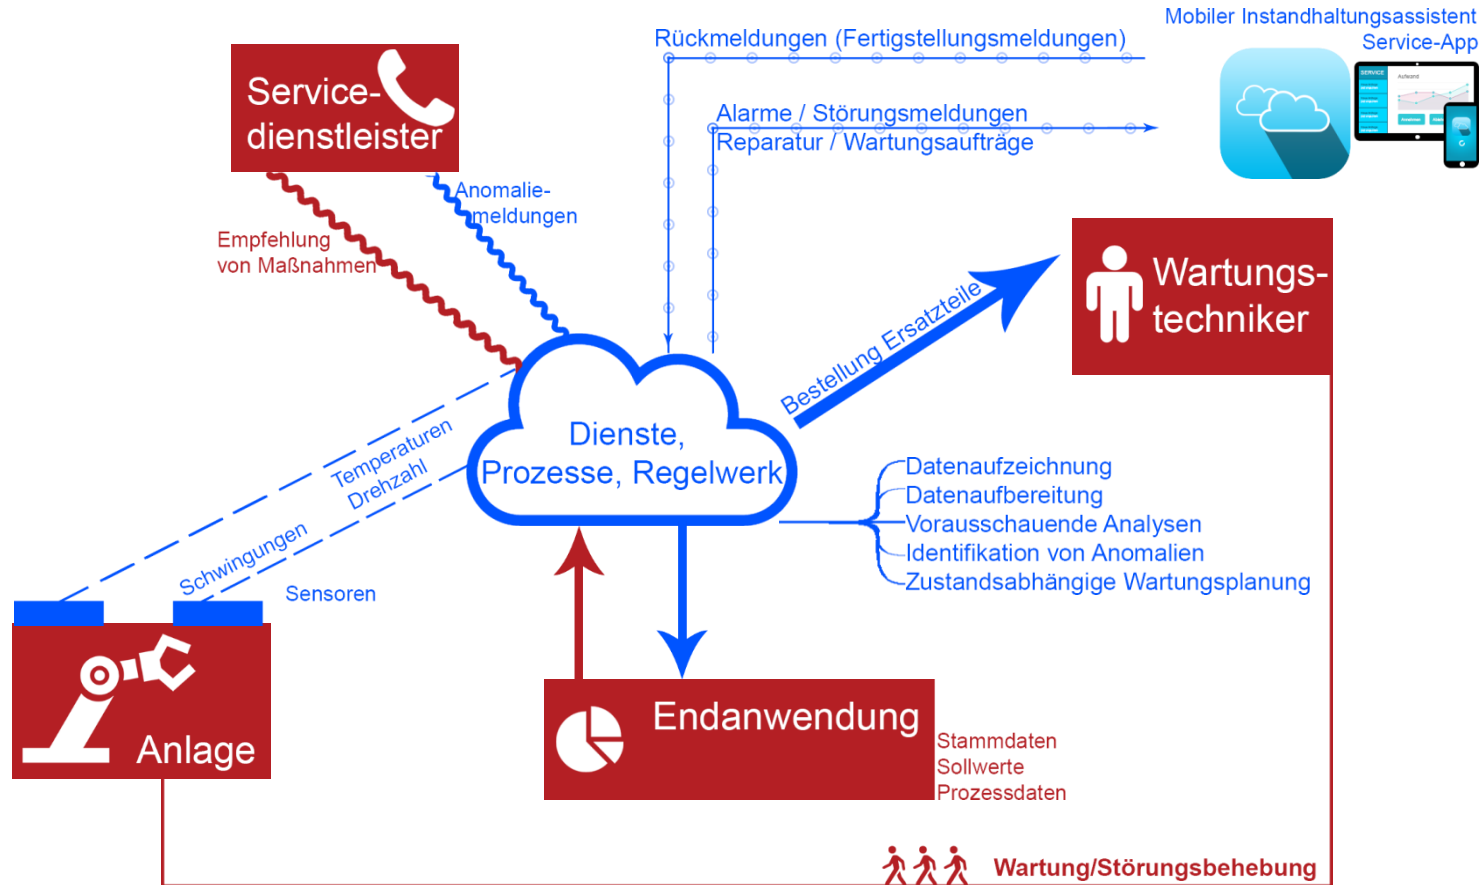 Mobiler Instandhaltungsassistent
Service-App
Rückmeldungen (Fertigstellungsmeldungen)
Alarme / Störungsmeldungen
Reparatur / Wartungsaufträge
SERVICE
Aufwand
Service-
dienstleister
Anomalie-
meldungen
Empfehlung
von Maßnahmen
Wartungs-
techniker
Bestellung Ersatzteile
Dienste,
Prozesse, Regelwerk
Temperaturen
Drehzahl
Schwingungen
Sensoren
Datenaufzeichnung
Datenaufbereitung
Vorausschauende Analysen
Identifikation von Anomalien
Zustandsabhängige Wartungsplanung
Anlage
Endanwendung
Stammdaten
Sollwerte
Prozessdaten
Wartung/Störungsbehebung